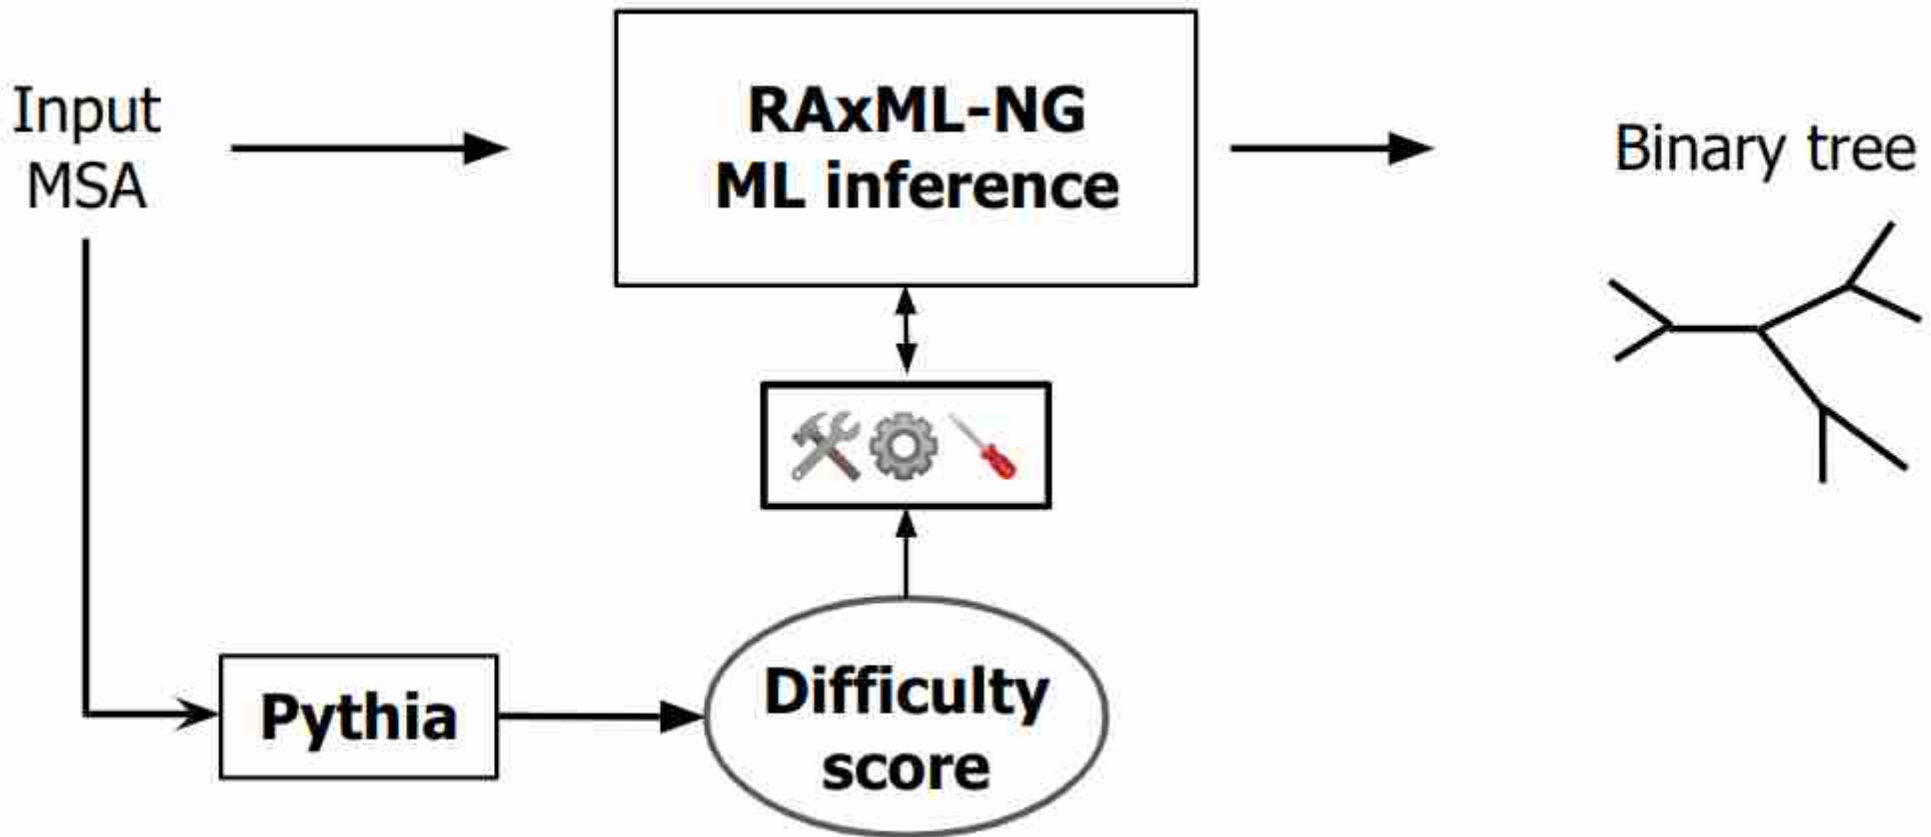 Input
MSA
RAxML-NG
ML inference
Binary tree
Pythia
Difficulty
score